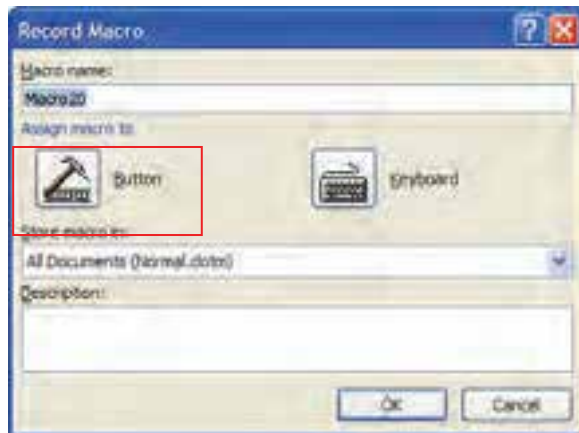 Record Macro
Macro name:
Macro20
Assign macro to
Button
Keyboard
Store macro in:
All Documents (Normal.dotm)
Description:
OK
Cancel